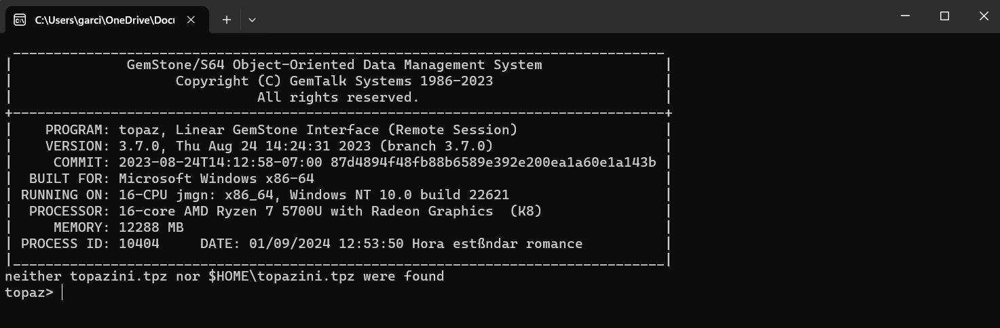 C:\Users\garci\OneDrive\Docu
GemStone/S64 Object-Oriented Data Management System
Copyright (C) GemTalk Systems 1986-2023
All rights reserved.
PROGRAM: topaz, Linear GemStone Interface (Remote Session)
VERSION: 3.7.0, Thu Aug 24 14:24:31 2023 (branch 3.7.0)
COMMIT: 2023-08-24T14:12:58-07:00 87d4894f48fb88b6589e392e200ea1a60e1a143b
BUILT FOR: Microsoft Windows x86-64
RUNNING ON: 16-CPU jmgn: x86_64, Windows NT 10.0 build 22621
PROCESSOR: 16-core AMD Ryzen 7 5700U with Radeon Graphics  (K8)
MEMORY: 12288 MB
PROCESS ID: 10404     DATE: 01/09/2024 12:53:50 Hora estßndar romance
neither topazini.tpz nor $HOME\topazini.tpz were found
topaz>